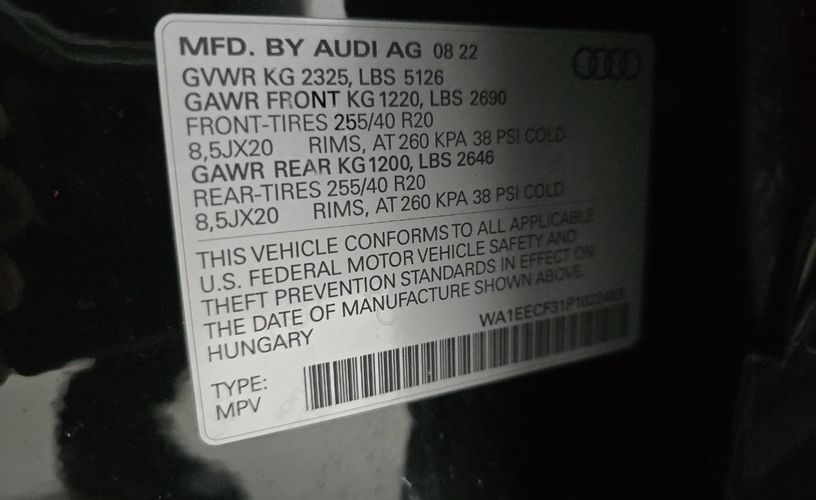 MFD. BY AUDI AG 08 22
GVWR KG 2325, LBS 5126
GAWR FRONT KG 1220, LBS 2690
FRONT-TIRES 255/40 R20
8,5JX20 RIMS, AT 260 KPA 38 PSI COLD
GAWR REAR KG 1200, LBS 2646
REAR-TIRES 255/40 R20
8,5JX20 RIMS, AT 260 KPA 38 PSI COLD
THIS VEHICLE CONFORMS TO ALL APPLICABLE
U.S. FEDERAL MOTOR VEHICLE SAFETY AND
THEFT PREVENTION STANDARDS IN EFFECT ON
THE DATE OF MANUFACTURE SHOWN ABOVE.
HUNGARY
TYPE:
MPV